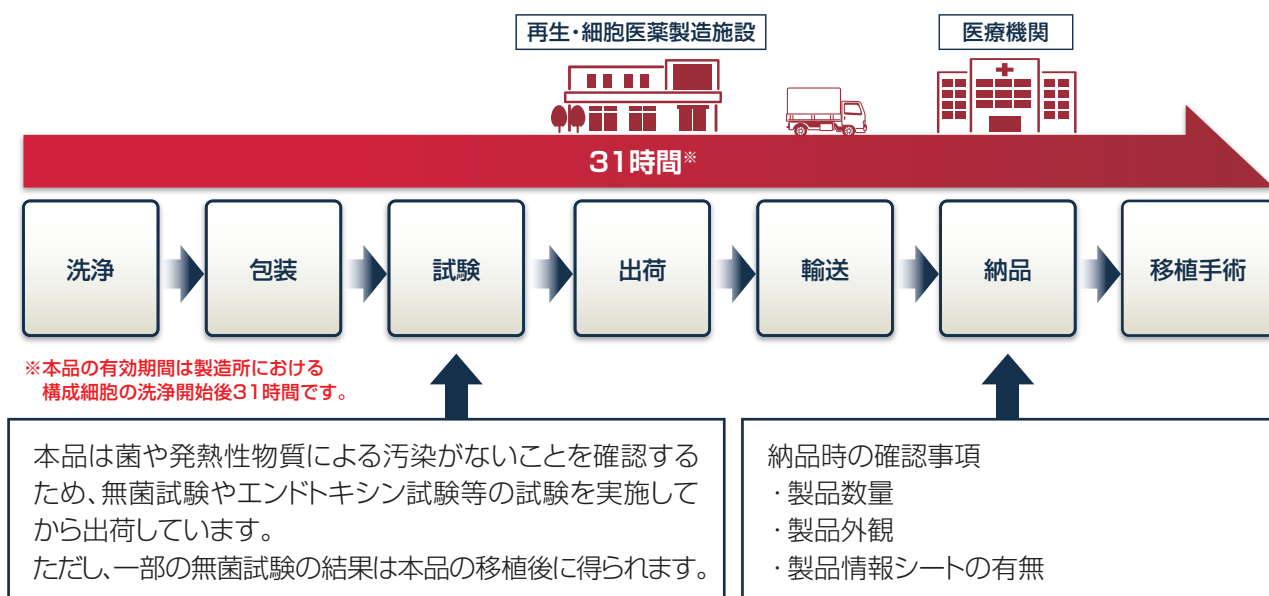 再生・細胞医薬製造施設
医療機関
31時間※
洗浄
包装
試験
出荷
輸送
納品
移植手術
※本品の有効期間は製造所における
構成細胞の洗浄開始後31時間です。
本品は菌や発熱性物質による汚染がないことを確認する
ため、無菌試験やエンドトキシン試験等の試験を実施して
から出荷しています。
ただし、一部の無菌試験の結果は本品の移植後に得られます。
納品時の確認事項
・製品数量
・製品外観
・製品情報シートの有無